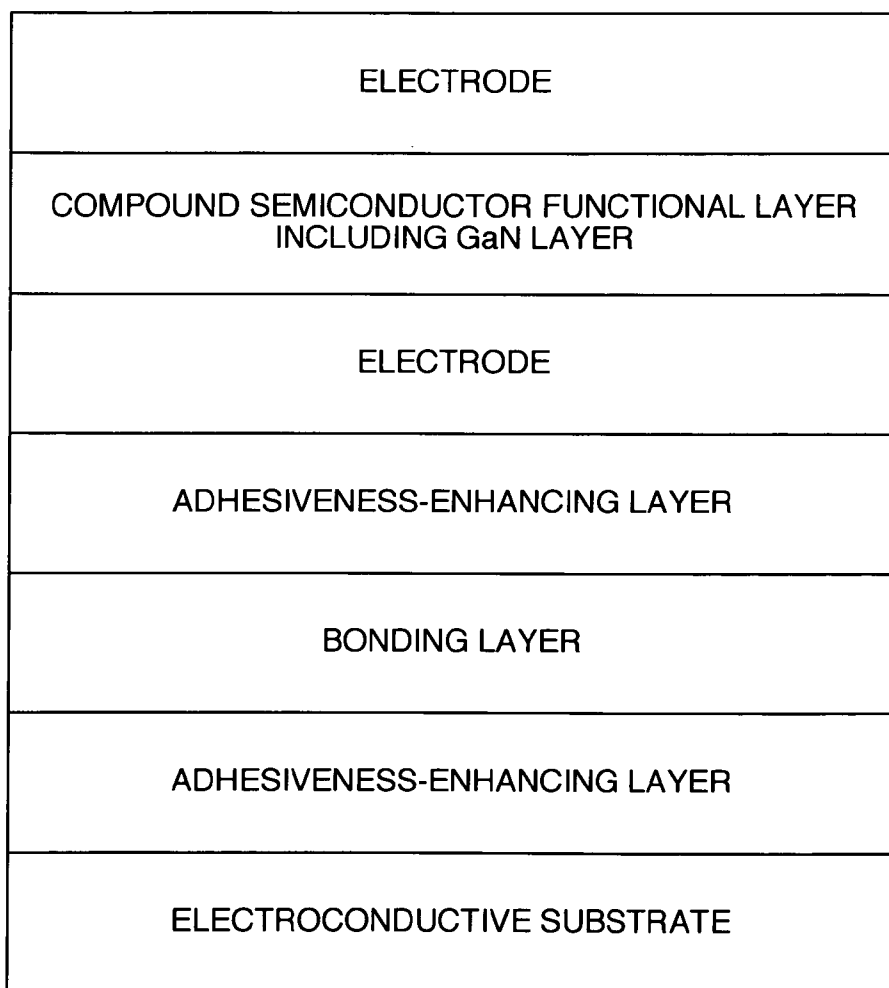 ELECTRODE
COMPOUND SEMICONDUCTOR FUNCTIONAL LAYER
INCLUDING GaN LAYER
ELECTRODE
ADHESIVENESS-ENHANCING LAYER
BONDING LAYER
ADHESIVENESS-ENHANCING LAYER
ELECTROCONDUCTIVE SUBSTRATE